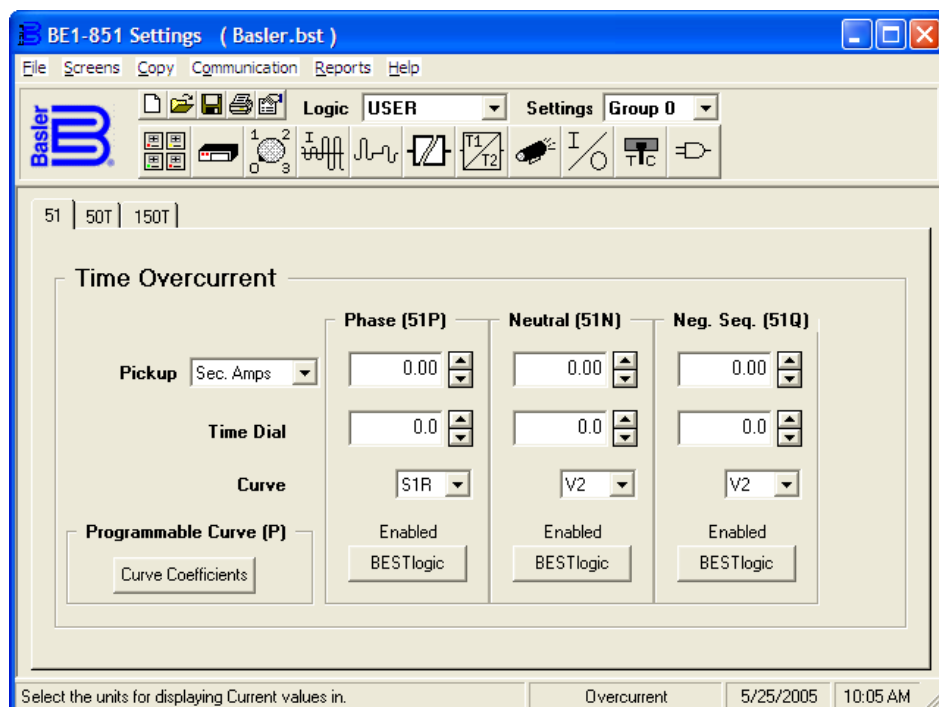 BE1-851 Settings ( Basler.bst )
File Screens Copy Communication Reports Help
Basler B
Logic USER Settings Group 0
1 2 0 3 I T1 T2 I O T C
51 50T 150T
Time Overcurrent
Phase (51P) Neutral (51N) Neg. Seq. (51Q)
Pickup Sec. Amps 0.00 0.00 0.00
Time Dial 0.0 0.0 0.0
Curve S1R V2 V2
Programmable Curve (P) Enabled Enabled Enabled
Curve Coefficients BESTlogic BESTlogic BESTlogic
Select the units for displaying Current values in. Overcurrent 5/25/2005 10:05 AM